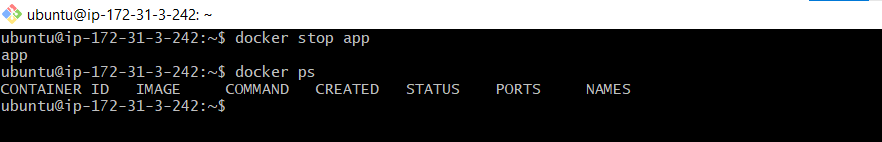 ubuntu@ip-172-31-3-242: ~
ubuntu@ip-172-31-3-242:~$ docker stop app
app
ubuntu@ip-172-31-3-242:~$ docker ps
CONTAINER ID   IMAGE     COMMAND   CREATED   STATUS    PORTS     NAMES
ubuntu@ip-172-31-3-242:~$